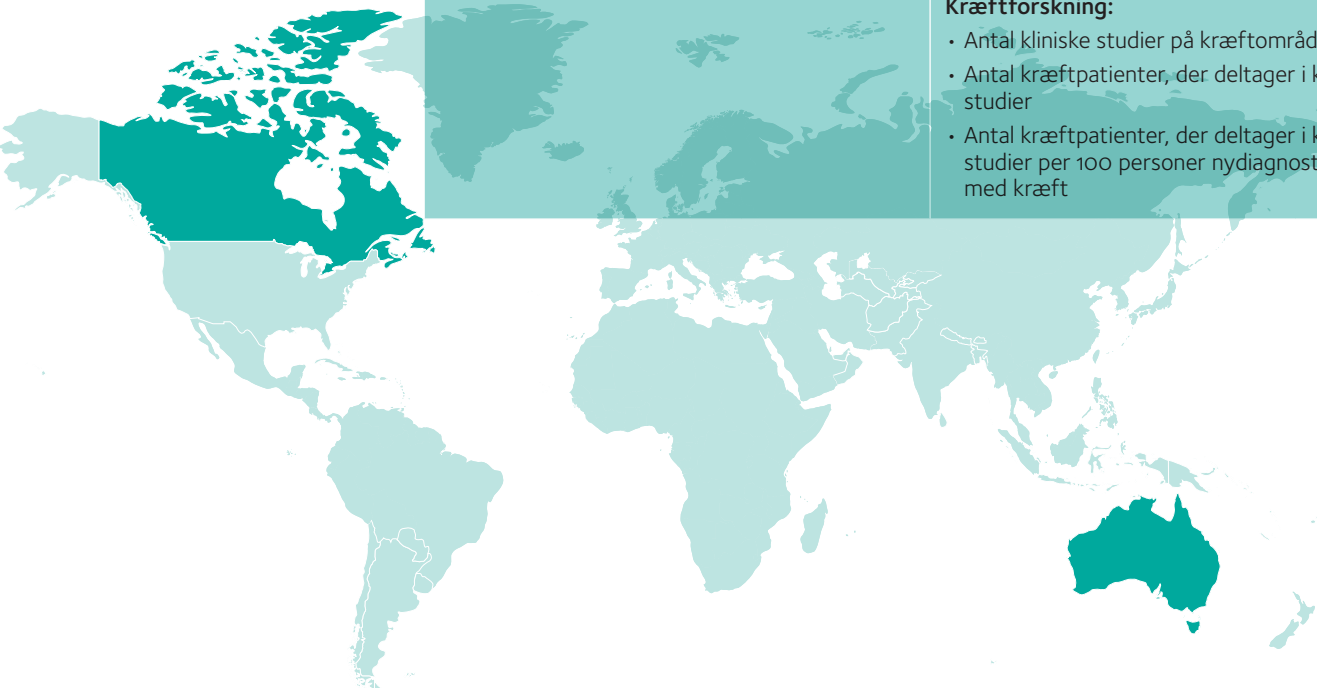 Kræftforskning:
• Antal kliniske studier på kræftområd
• Antal kræftpatienter, der deltager i k
studier
• Antal kræftpatienter, der deltager i k
studier per 100 personer nydiagnost
med kræft